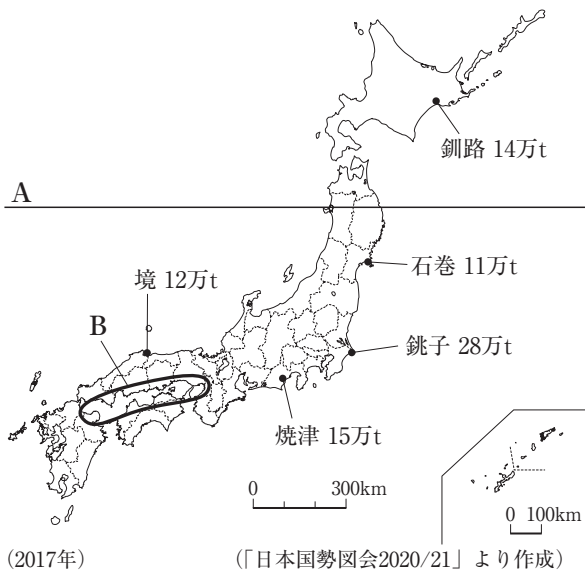 釧路 14万t
A
石巻 11万t
境 12万t
B
銚子 28万t
焼津 15万t
0 300km
0 100km
(2017年) (「日本国勢図会2020/21」より作成)